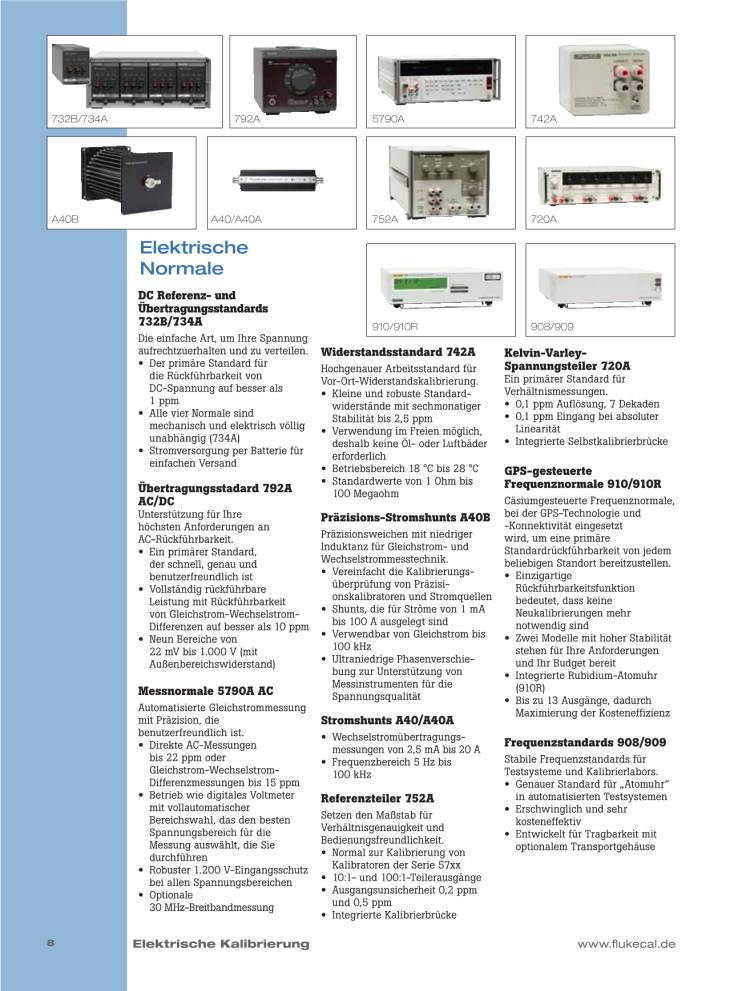 732B/734A
792A
5790A
742A
A40B
A40/A40A
752A
720A
910/910R
908/909
Elektrische
Normale
DC Referenz- und
Übertragungsstandards
732B/734A
Die einfache Art, um Ihre Spannung
aufrechtzuerhalten und zu verteilen.
• Der primäre Standard für
die Rückführbarkeit von
DC-Spannung auf besser als
1 ppm
• Alle vier Normale sind
mechanisch und elektrisch völlig
unabhängig (734A)
• Stromversorgung per Batterie für
einfachen Versand
Übertragungsstadard 792A
AC/DC
Unterstützung für Ihre
höchsten Anforderungen an
AC-Rückführbarkeit.
• Ein primärer Standard,
der schnell, genau und
benutzerfreundlich ist
• Vollständig rückführbare
Leistung mit Rückführbarkeit
von Gleichstrom-Wechselstrom-
Differenzen auf besser als 10 ppm
• Neun Bereiche von
22 mV bis 1.000 V (mit
Außenbereichswiderstand)
Messnormale 5790A AC
Automatisierte Gleichstrommessung
mit Präzision, die
benutzerfreundlich ist.
• Direkte AC-Messungen
bis 22 ppm oder
Gleichstrom-Wechselstrom-
Differenzmessungen bis 15 ppm
• Betrieb wie digitales Voltmeter
mit vollautomatischer
Bereichswahl, das den besten
Spannungsbereich für die
Messung auswählt, die Sie
durchführen
• Robuster 1.200 V-Eingangsschutz
bei allen Spannungsbereichen
• Optionale
30 MHz-Breitbandmessung
Widerstandsstandard 742A
Hochgenauer Arbeitsstandard für
Vor-Ort-Widerstandskalibrierung.
• Kleine und robuste Standard-
widerstände mit sechmonatiger
Stabilität bis 2,5 ppm
• Verwendung im Freien möglich,
deshalb keine Öl- oder Luftbäder
erforderlich
• Betriebsbereich 18 °C bis 28 °C
• Standardwerte von 1 Ohm bis
100 Megaohm
Präzisions-Stromshunts A40B
Präzisionsweichen mit niedriger
Induktanz für Gleichstrom- und
Wechselstrommesstechnik.
• Vereinfacht die Kalibrierungs-
überprüfung von Präzisi-
onskalibratoren und Stromquellen
• Shunts, die für Ströme von 1 mA
bis 100 A ausgelegt sind
• Verwendbar von Gleichstrom bis
100 kHz
• Ultraniedrige Phasenverschie-
bung zur Unterstützung von
Messinstrumenten für die
Spannungsqualität
Stromshunts A40/A40A
• Wechselstromübertragungs-
messungen von 2,5 mA bis 20 A
• Frequenzbereich 5 Hz bis
100 kHz
Referenzteiler 752A
Setzen den Maßstab für
Verhältnisgenauigkeit und
Bedienungsfreundlichkeit.
• Normal zur Kalibrierung von
Kalibratoren der Serie 57xx
• 10:1- und 100:1-Teilerausgänge
• Ausgangsunsicherheit 0,2 ppm
und 0,5 ppm
• Integrierte Kalibrierbrücke
Kelvin-Varley-
Spannungsteiler 720A
Ein primärer Standard für
Verhältnismessungen.
• 0,1 ppm Auflösung, 7 Dekaden
• 0,1 ppm Eingang bei absoluter
Linearität
• Integrierte Selbstkalibrierbrücke
GPS-gesteuerte
Frequenznormale 910/910R
Cäsiumgesteuerte Frequenznormale,
bei der GPS-Technologie und
-Konnektivität eingesetzt
wird, um eine primäre
Standardrückführbarkeit von jedem
beliebigen Standort bereitzustellen.
• Einzigartige
Rückführbarkeitsfunktion
bedeutet, dass keine
Neukalibrierungen mehr
notwendig sind
• Zwei Modelle mit hoher Stabilität
stehen für Ihre Anforderungen
und Ihr Budget bereit
• Integrierte Rubidium-Atomuhr
(910R)
• Bis zu 13 Ausgänge, dadurch
Maximierung der Kosteneffizienz
Frequenzstandards 908/909
Stabile Frequenzstandards für
Testsysteme und Kalibrierlabors.
• Genauer Standard für „Atomuhr"
in automatisierten Testsystemen
• Erschwinglich und sehr
kosteneffektiv
• Entwickelt für Tragbarkeit mit
optionalem Transportgehäuse
8
Elektrische Kalibrierung
www.flukecal.de